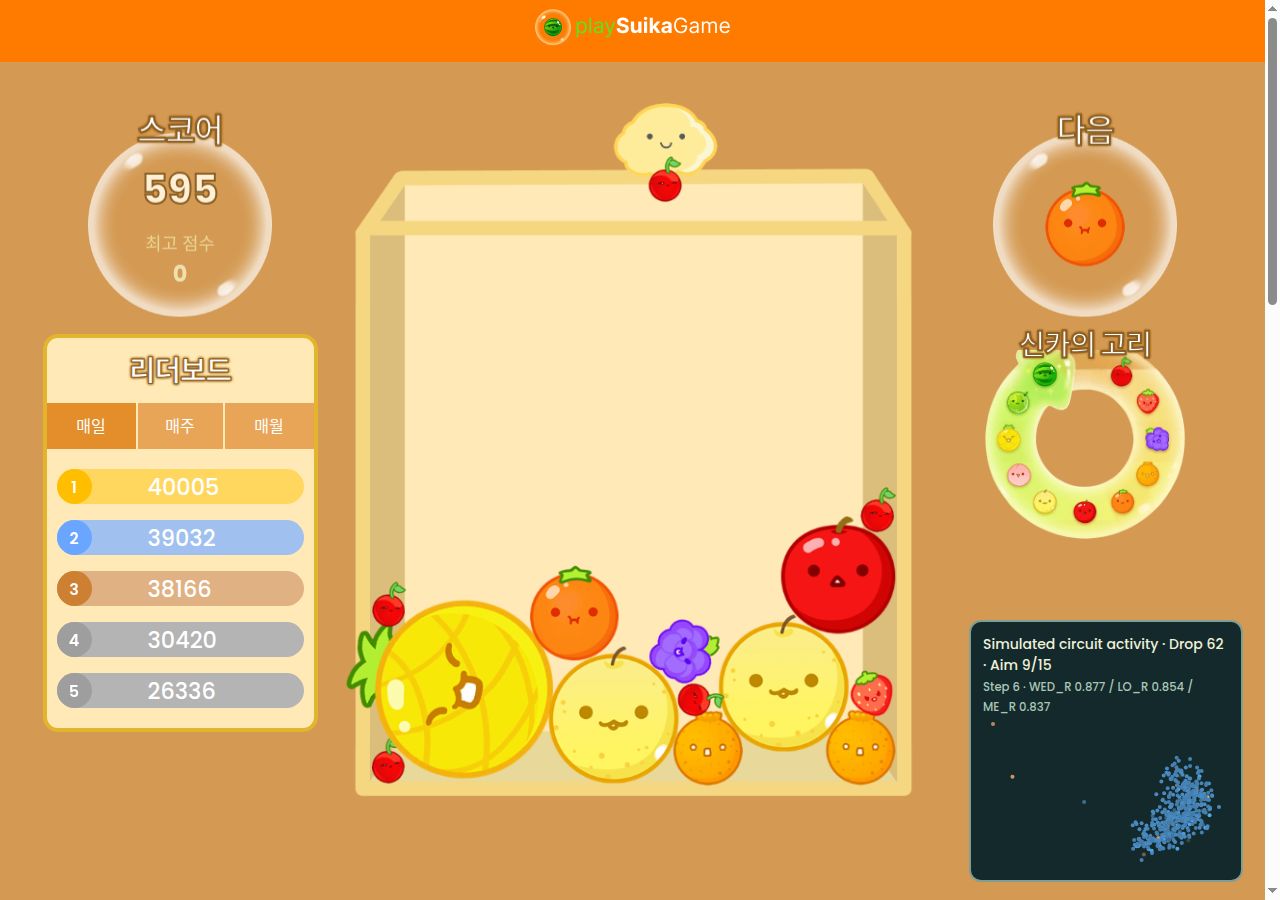 playSuikaGame
스코어
595
최고 점수
0
다음
신카의 고리
리더보드
매일 매주 매월
1 40005
2 39032
3 38166
4 30420
5 26336
Simulated circuit activity · Drop 62
· Aim 9/15
Step 6 · WED_R 0.877 / LO_R 0.854 /
ME_R 0.837